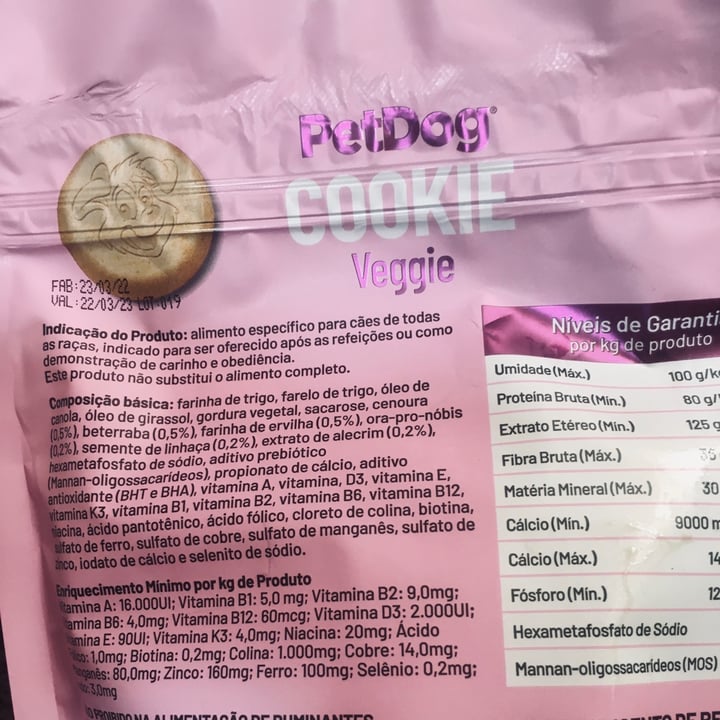 PetDog®
COOKIE
Veggie
FAB:23/03/22
VAL:22/03/23 LOT-019
Indicação do Produto: alimento específico para cães de todas
as raças, indicado para ser oferecido após as refeições ou como
demonstração de carinho e obediência.
Este produto não substitui o alimento completo.
Composição básica: farinha de trigo, farelo de trigo, óleo de
canola, óleo de girassol, gordura vegetal, sacarose, cenoura
(0,5%), beterraba (0,5%), farinha de ervilha (0,5%), ora-pro-nóbis
(0,2%), semente de linhaça (0,2%), extrato de alecrim (0,2%),
hexametafosfato de sódio, aditivo prebiótico
(Mannan-oligossacarídeos), propionato de cálcio, aditivo
antioxidante (BHT e BHA), vitamina A, vitamina, D3, vitamina E,
vitamina K3, vitamina B1, vitamina B2, vitamina B6, vitamina B12,
niacina, ácido pantotênico, ácido fólico, cloreto de colina, biotina,
sulfato de ferro, sulfato de cobre, sulfato de manganês, sulfato de
zinco, iodato de cálcio e selenito de sódio.
Enriquecimento Mínimo por kg de Produto
Vitamina A: 16.000UI; Vitamina B1: 5,0 mg; Vitamina B2: 9,0mg;
Vitamina B6: 4,0mg; Vitamina B12: 60mcg; Vitamina D3: 2.000UI;
Vitamina E: 90UI; Vitamina K3: 4,0mg; Niacina: 20mg; Ácido
Fólico: 1,0mg; Biotina: 0,2mg; Colina: 1.000mg; Cobre: 14,0mg;
Manganês: 80,0mg; Zinco: 160mg; Ferro: 100mg; Selênio: 0,2mg;
3,0mg
PROIBIDO NA ALIMENTAÇÃO DE RUMINANTES
Níveis de Garanti
por kg de produto
Umidade (Máx.) 100 g/k
Proteína Bruta (Mín.) 80 g/
Extrato Etéreo (Mín.) 125 g
Fibra Bruta (Máx.) 35
Matéria Mineral (Máx.) 30
Cálcio (Mín.) 9000 m
Cálcio (Máx.) 14
Fósforo (Mín.) 12
Hexametafosfato de Sódio
Mannan-oligossacarídeos (MOS)